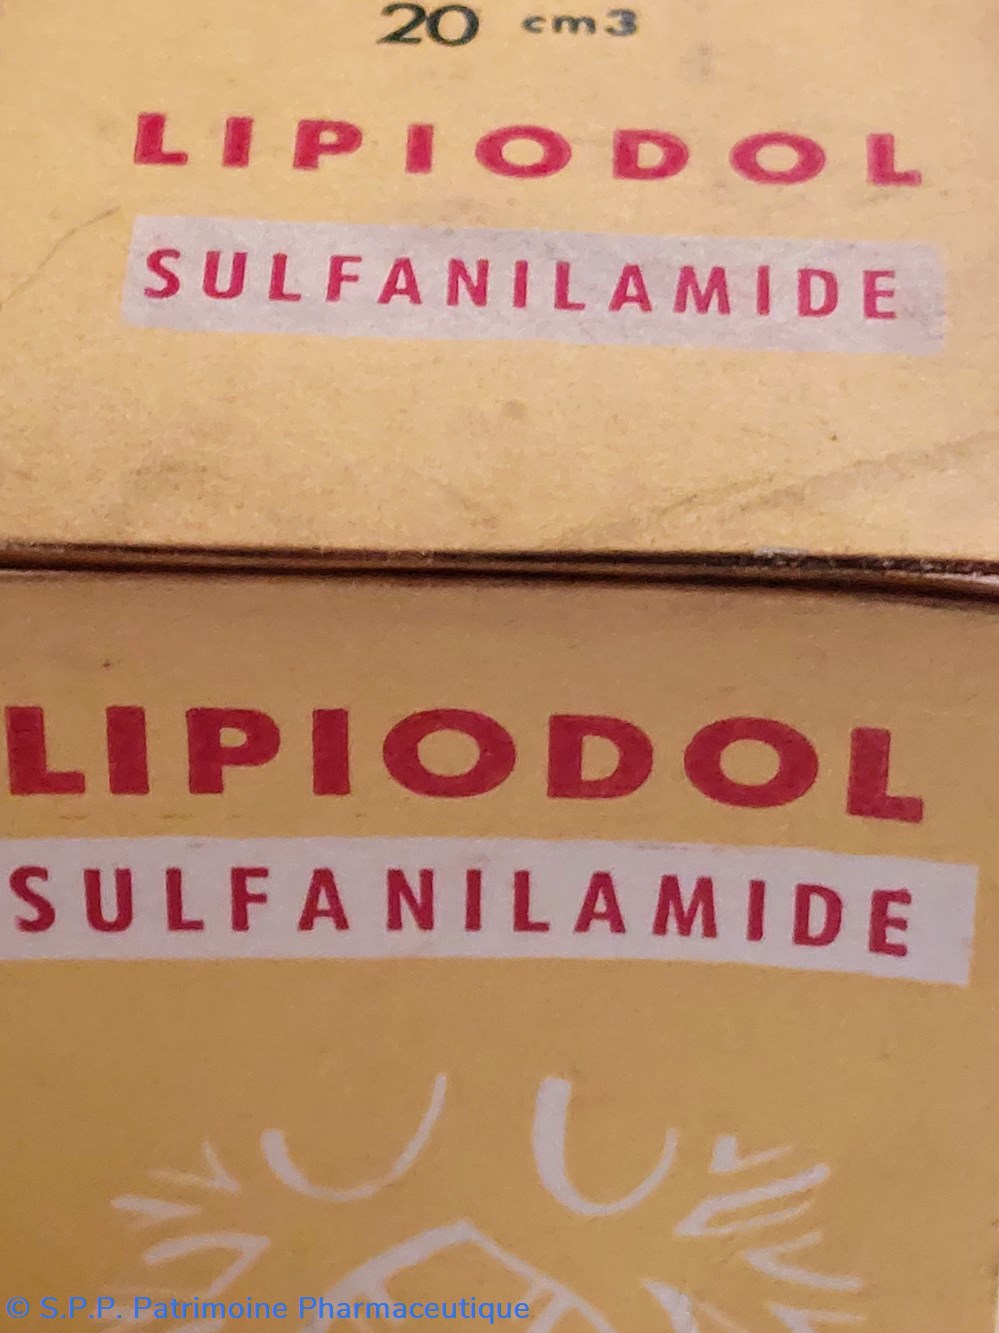 20 cm3
LIPIODOL
SULFANILAMIDE
LIPIODOL
SULFANILAMIDE
© S.P.P. Patrimoine Pharmaceutique